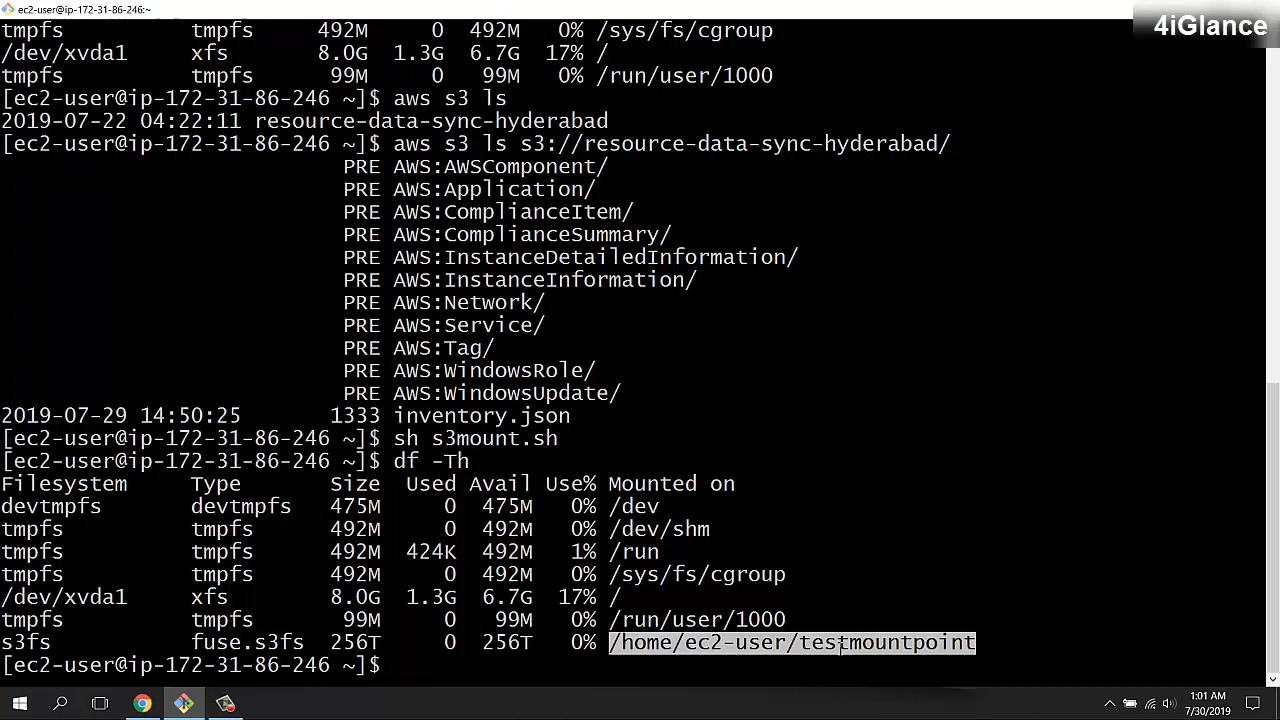 ec2-user@ip-172-31-86-246:~
4iGlance
tmpfs tmpfs 492M 0 492M 0% /sys/fs/cgroup
/dev/xvda1 xfs 8.0G 1.3G 6.7G 17% /
tmpfs tmpfs 99M 0 99M 0% /run/user/1000
[ec2-user@ip-172-31-86-246 ~]$ aws s3 ls
2019-07-22 04:22:11 resource-data-sync-hyderabad
[ec2-user@ip-172-31-86-246 ~]$ aws s3 ls s3://resource-data-sync-hyderabad/
PRE AWS:AWSComponent/
PRE AWS:Application/
PRE AWS:ComplianceItem/
PRE AWS:ComplianceSummary/
PRE AWS:InstanceDetailedInformation/
PRE AWS:InstanceInformation/
PRE AWS:Network/
PRE AWS:Service/
PRE AWS:Tag/
PRE AWS:WindowsRole/
PRE AWS:WindowsUpdate/
2019-07-29 14:50:25 1333 inventory.json
[ec2-user@ip-172-31-86-246 ~]$ sh s3mount.sh
[ec2-user@ip-172-31-86-246 ~]$ df -Th
Filesystem Type Size Used Avail Use% Mounted on
devtmpfs devtmpfs 475M 0 475M 0% /dev
tmpfs tmpfs 492M 0 492M 0% /dev/shm
tmpfs tmpfs 492M 424K 492M 1% /run
tmpfs tmpfs 492M 0 492M 0% /sys/fs/cgroup
/dev/xvda1 xfs 8.0G 1.3G 6.7G 17% /
tmpfs tmpfs 99M 0 99M 0% /run/user/1000
s3fs fuse.s3fs 256T 0 256T 0% /home/ec2-user/testmountpoint
[ec2-user@ip-172-31-86-246 ~]$
1:01 AM
7/30/2019